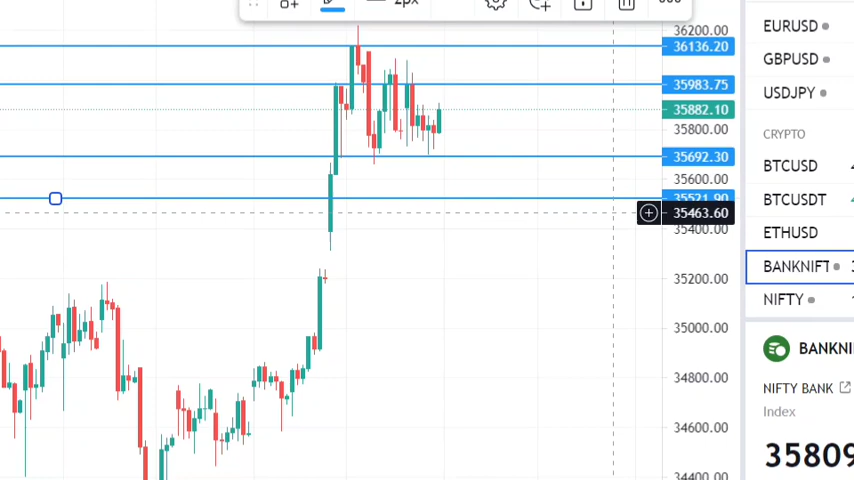 2px
36200.00
36136.20
35983.75
35882.10
35800.00
35692.30
35600.00
35521.90
35463.60
35400.00
35200.00
35000.00
34800.00
34600.00
34400.00
EURUSD
GBPUSD
USDJPY
CRYPTO
BTCUSD
BTCUSDT
ETHUSD
BANKNIFT
NIFTY
BANKNI
NIFTY BANK
Index
35809